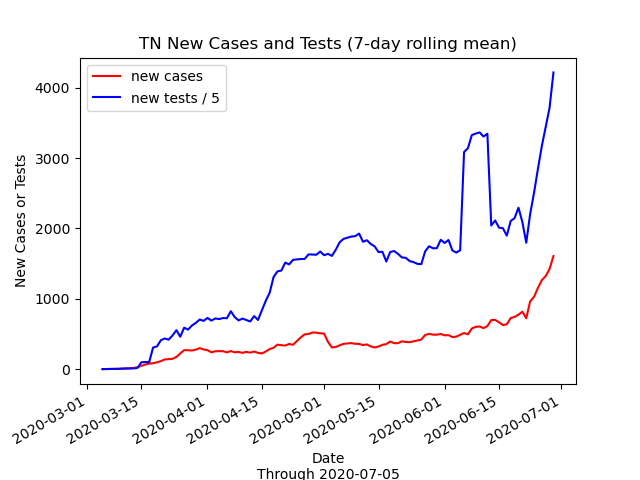 TN New Cases and Tests (7-day rolling mean)
new cases
new tests / 5
New Cases or Tests
4000
3000
2000
1000
0
2020-03-01
2020-03-15
2020-04-01
2020-04-15
2020-05-01
2020-05-15
2020-06-01
2020-06-15
2020-07-01
Date
Through 2020-07-05